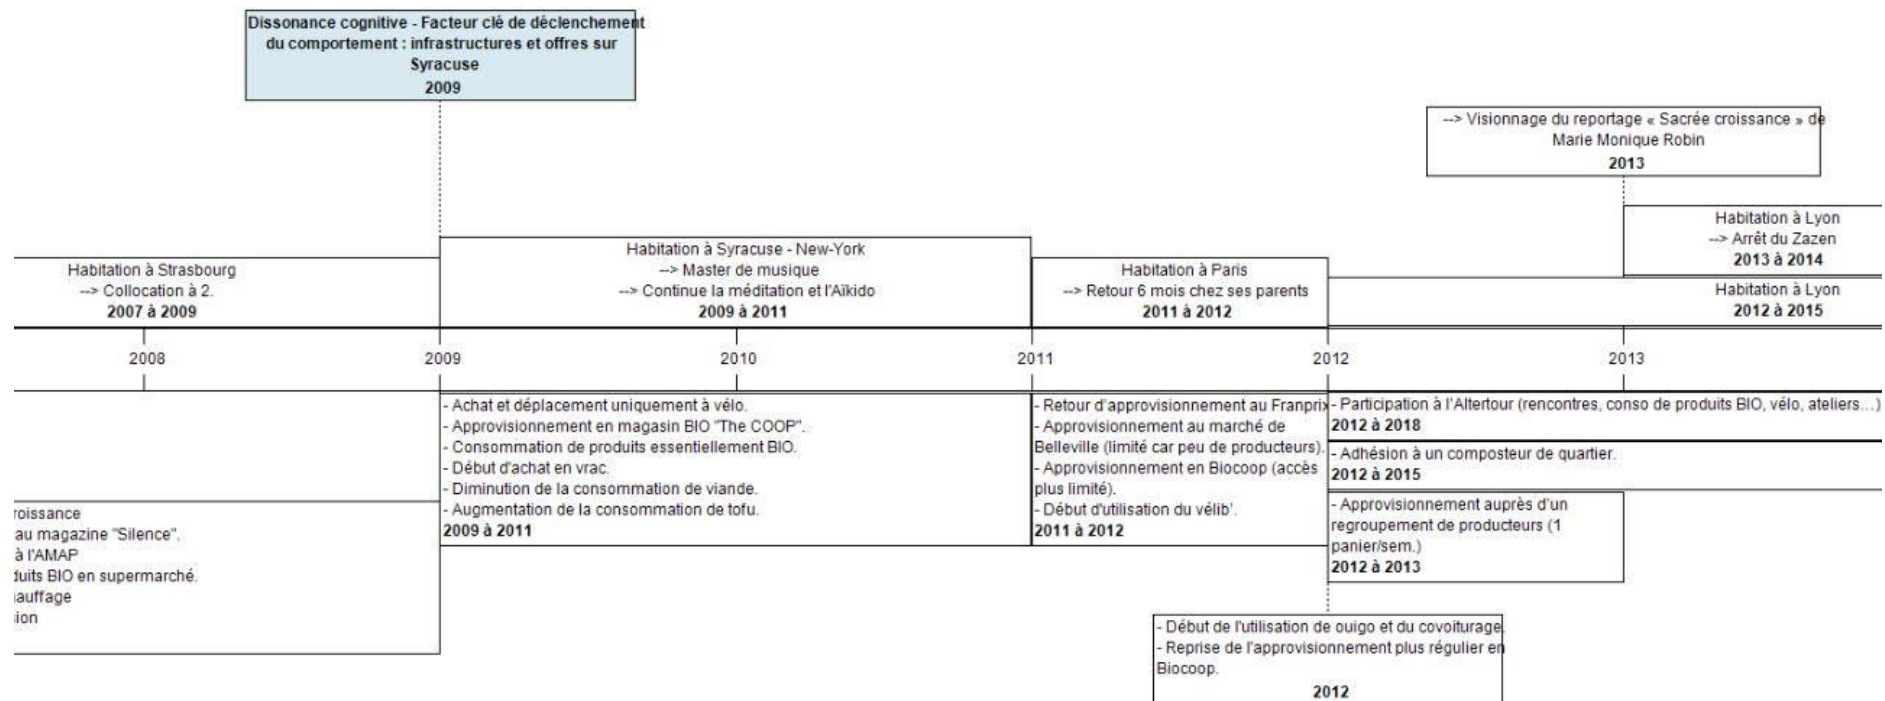 Dissonance cognitive - Facteur clé de déclenchement
du comportement : infrastructures et offres sur
Syracuse
2009
--> Visionnage du reportage « Sacrée croissance » de
Marie Monique Robin
2013
Habitation à Lyon
--> Arrêt du Zazen
2013 à 2014
Habitation à Strasbourg
--> Collocation à 2.
2007 à 2009
Habitation à Syracuse - New-York
--> Master de musique
--> Continue la méditation et l'Aïkido
2009 à 2011
Habitation à Paris
--> Retour 6 mois chez ses parents
2011 à 2012
Habitation à Lyon
2012 à 2015
2008
2009
2010
2011
2012
2013
roissance
au magazine "Silence".
à l'AMAP
duits BIO en supermarché.
auffage
sion
- Achat et déplacement uniquement à vélo.
- Approvisionnement en magasin BIO "The COOP".
- Consommation de produits essentiellement BIO.
- Début d'achat en vrac.
- Diminution de la consommation de viande.
- Augmentation de la consommation de tofu.
2009 à 2011
- Retour d'approvisionnement au Franprix
- Approvisionnement au marché de
Belleville (limité car peu de producteurs).
- Approvisionnement en Biocoop (accès
plus limité).
- Début d'utilisation du vélib'.
2011 à 2012
- Participation à l'Altertour (rencontres, conso de produits BIO, vélo, ateliers…)
2012 à 2018
- Adhésion à un composteur de quartier.
2012 à 2015
- Approvisionnement auprès d'un
regroupement de producteurs (1
panier/sem.)
2012 à 2013
- Début de l'utilisation de ouigo et du covoiturage.
- Reprise de l'approvisionnement plus régulier en
Biocoop.
2012